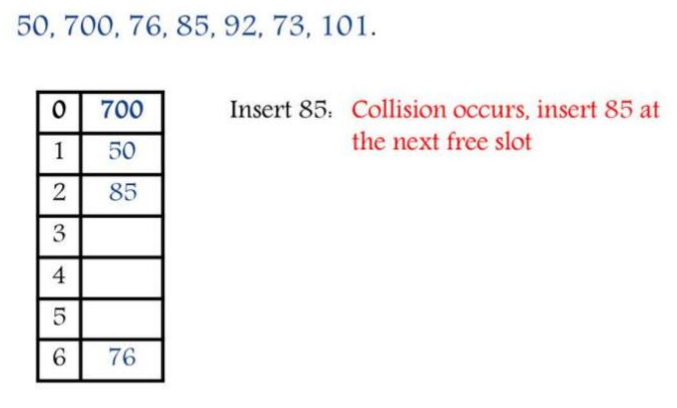 50, 700, 76, 85, 92, 73, 101.
0 700
1 50
2 85
3
4
5
6 76
Insert 85: Collision occurs, insert 85 at
the next free slot